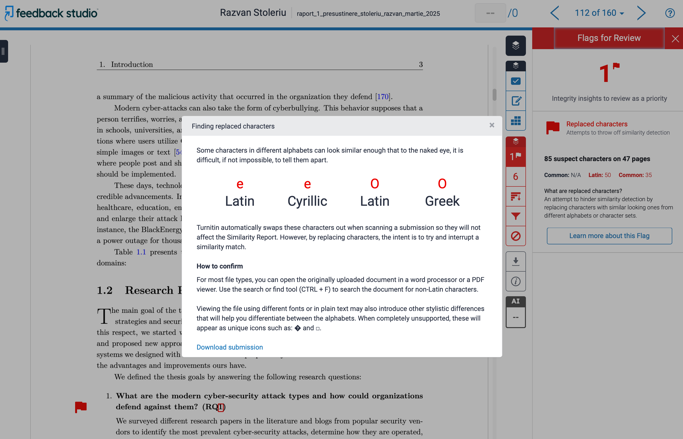 feedback studio
Razvan Stoleriu
raport_1_presustinere_stoleriu_razvan_martie_2025
-- /0
112 of 160
?
Flags for Review
1. Introduction 3
a summary of the malicious activity that occurred in the organization they defend [170].
Modern cyber-attacks can also take the form of cyberbullying. This behavior supposes that a
person terrifies, worries, a
in schools, universities, a
tions where users utilize
simple images or text [5
where people post and sh
should be implemented.
These days, technolo
credible advancements. In
healthcare, education, en
and enlarge their attack
instance, the BlackEnergy
a power outage for thous
Table 1.1 presents
domains:
1.2 Research
The main goal of the t
strategies and securi
this respect, we started v
and proposed new approa
systems we designed with
the advantages and improvements ours have.
We defined the thesis goals by answering the following research questions:
1. What are the modern cyber-security attack types and how could organizations
defend against them? (RQ1)
We surveyed different research papers in the literature and blogs from popular security ven-
dors to identify the most prevalent cyber-security attacks, determine how they are operated,
Finding replaced characters
×
Some characters in different alphabets can look similar enough that to the naked eye, it is
difficult, if not impossible, to tell them apart.
e е O Ο
Latin Cyrillic Latin Greek
Turnitin automatically swaps these characters out when scanning a submission so they will not
affect the Similarity Report. However, by replacing characters, the intent is to try and interrupt a
similarity match.
How to confirm
For most file types, you can open the originally uploaded document in a word processor or a PDF
viewer. Use the search or find tool (CTRL + F) to search the document for non-Latin characters.
Viewing the file using different fonts or in plain text may also introduce other stylistic differences
that will help you differentiate between the alphabets. When completely unsupported, these will
appear as unique icons such as: � and □.
Download submission
1
6
AI
--
1
Integrity insights to review as a priority
Replaced characters
Attempts to throw off similarity detection
85 suspect characters on 47 pages
Common: N/A Latin: 50 Common: 35
What are replaced characters?
An attempt to hinder similarity detection by
replacing characters with similar looking ones from
different alphabets or character sets.
Learn more about this Flag